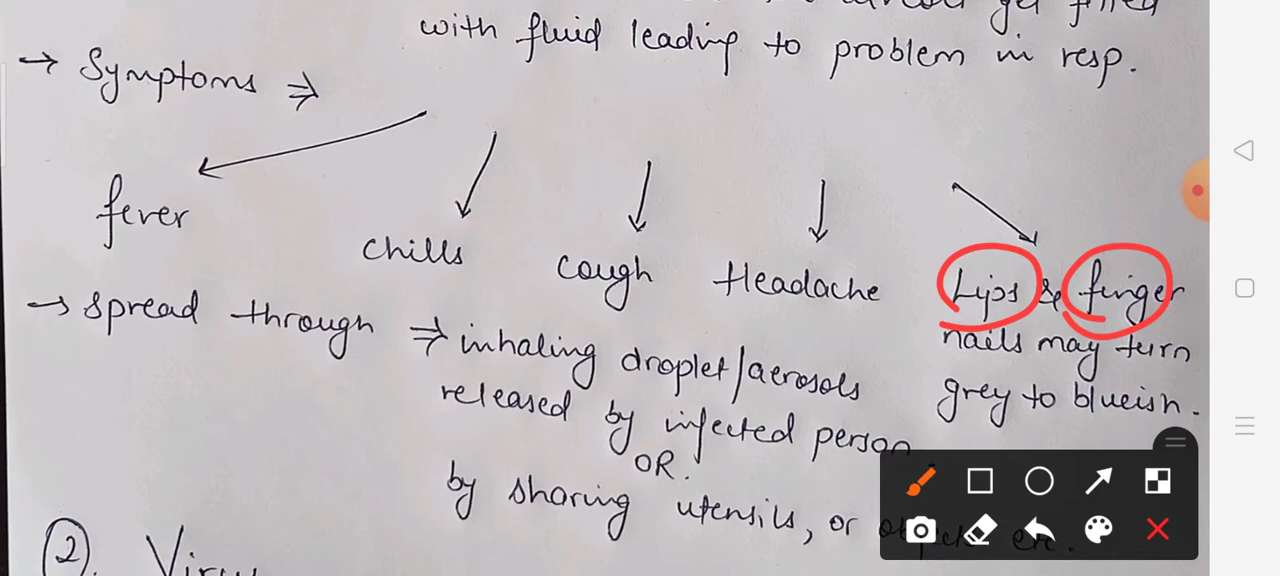 with fluid leading to problem in resp.
→ Symptoms ⇒
fever
Chills
Cough
Headache
Lips & finger
nails may turn
grey to blueish.
→ Spread through ⇒ inhaling droplet/aerosols
released by infected person
OR.
by sharing utensils, or
②.